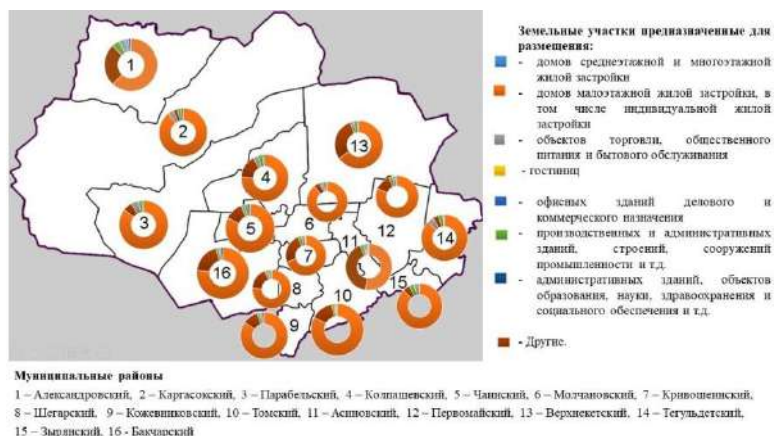 Земельные участки предназначенные для
размещения:
- домов среднеэтажной и многоэтажной
жилой застройки
- домов малоэтажной жилой застройки, в
том числе индивидуальной жилой
застройки
- объектов торговли, общественного
питания и бытового обслуживания
- гостиниц
- офисных зданий делового и
коммерческого назначения
- производственных и административных
зданий, строений, сооружений
промышленности и т.д.
- административных зданий, объектов
образования, науки, здравоохранения и
социального обеспечения и т.д.
- Другие.
1
2
13
4
3
6
12
5
11
14
7
16
15
8
10
9
Муниципальные районы
1 – Александровский, 2 – Каргасокский, 3 – Парабельский, 4 – Колпашевский, 5 – Чаинский, 6 – Молчановский, 7 – Кривошеинский,
8 – Шегарский, 9 – Кожевниковский, 10 – Томский, 11 – Асиновский, 12 – Первомайский, 13 – Верхнекетский, 14 – Тегульдетский,
15 – Зырянский, 16 - Бакчарский